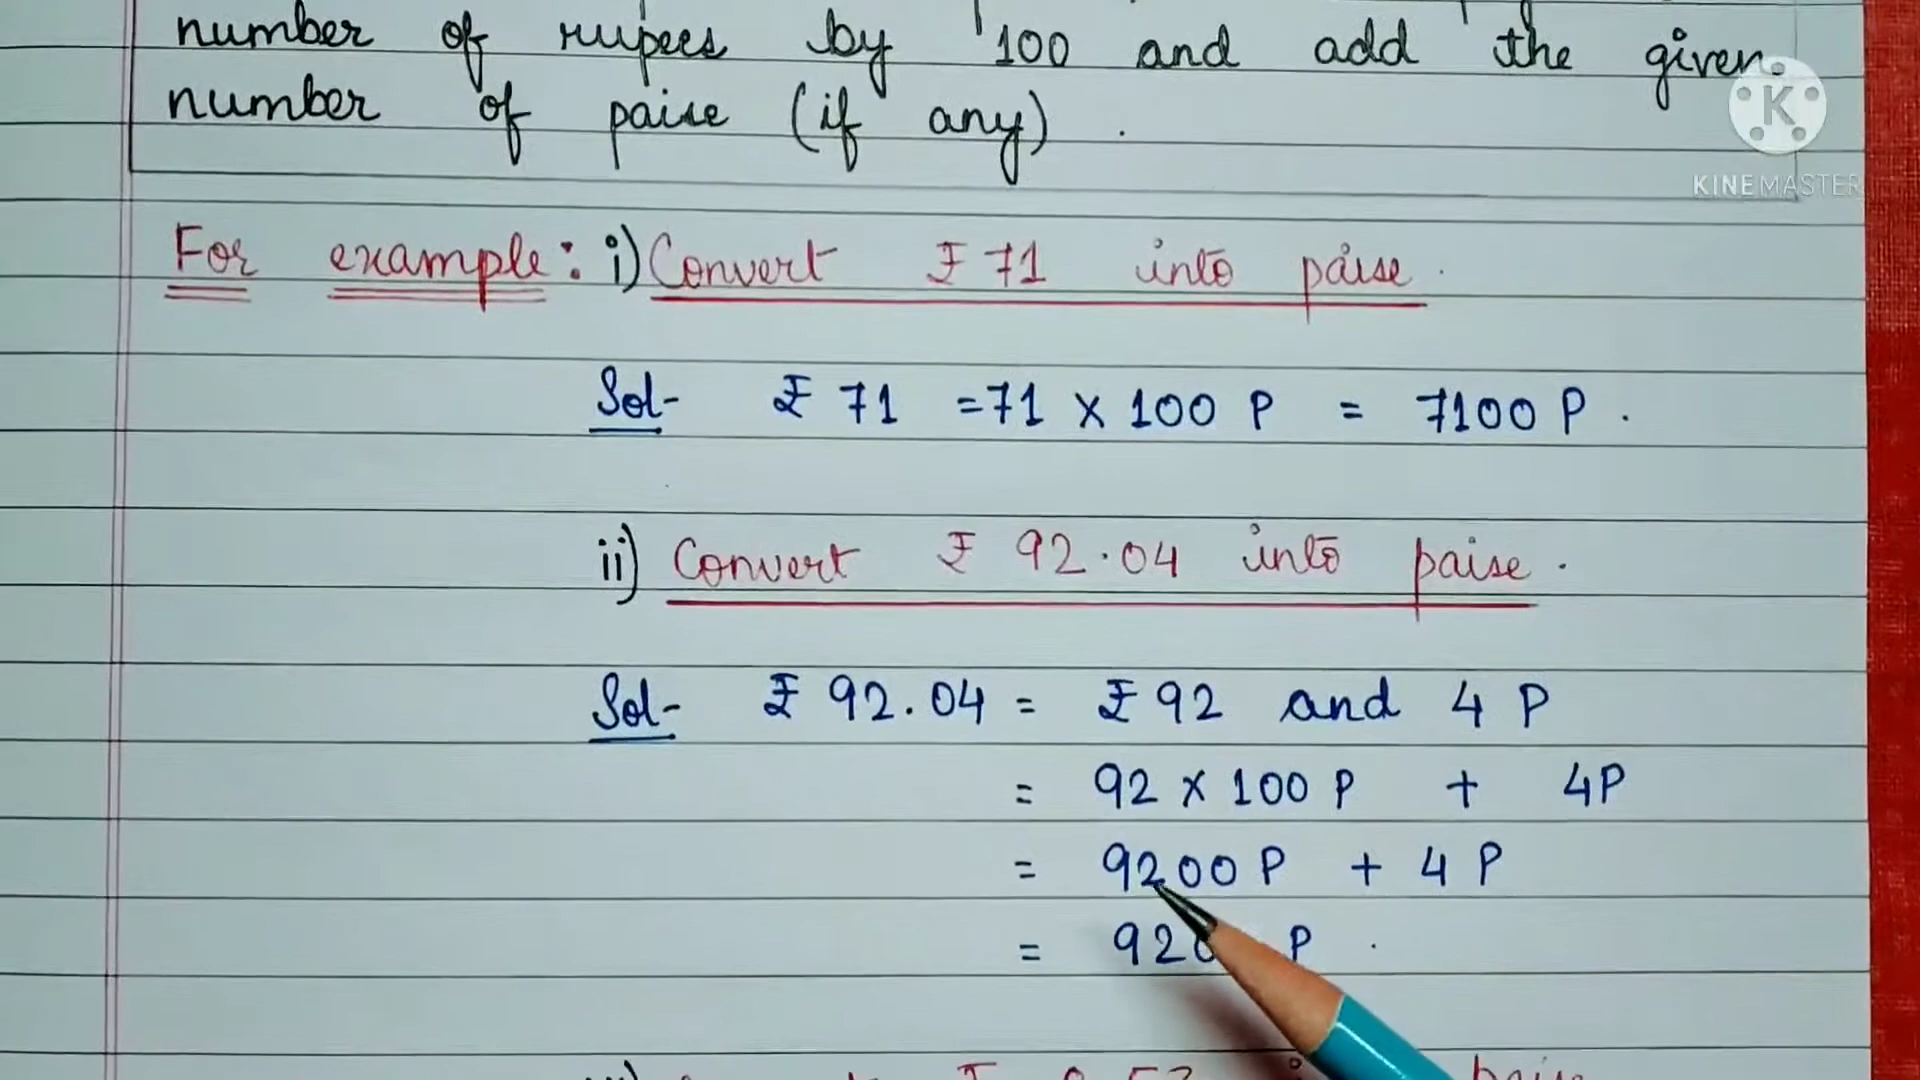 number of rupees by 100 and add the given
number of paise (if any).
K
KINEMASTER
For example: i) Convert ₹ 71 into paise.
Sol- ₹ 71 = 71 x 100 P = 7100 P.
ii) Convert ₹ 92.04 into paise.
Sol- ₹ 92.04 = ₹ 92 and 4 P
= 92 x 100 P + 4P
= 9200 P + 4 P
= 920 P.